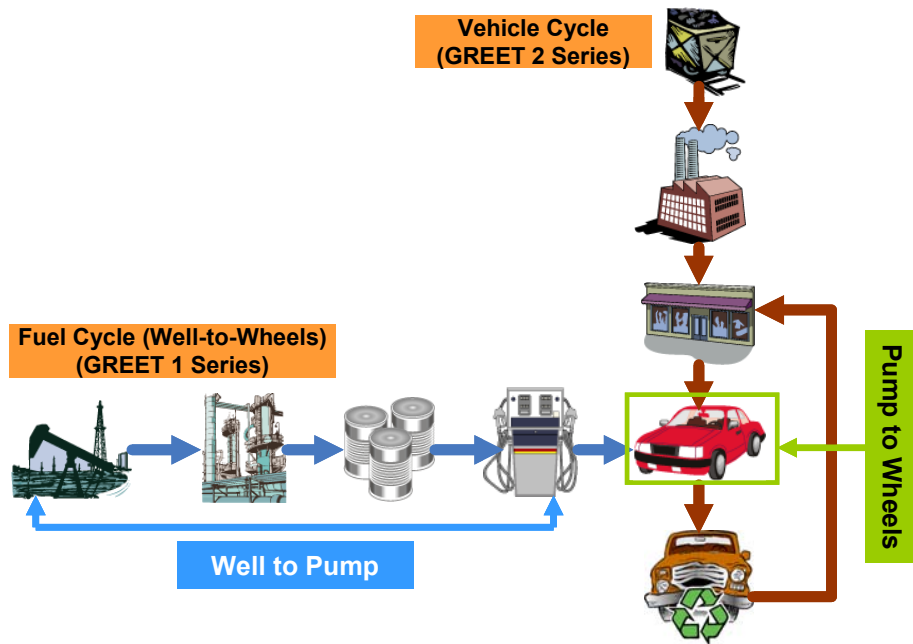 Vehicle Cycle
(GREET 2 Series)
Fuel Cycle (Well-to-Wheels)
(GREET 1 Series)
Pump to
Wheels
Well to Pump